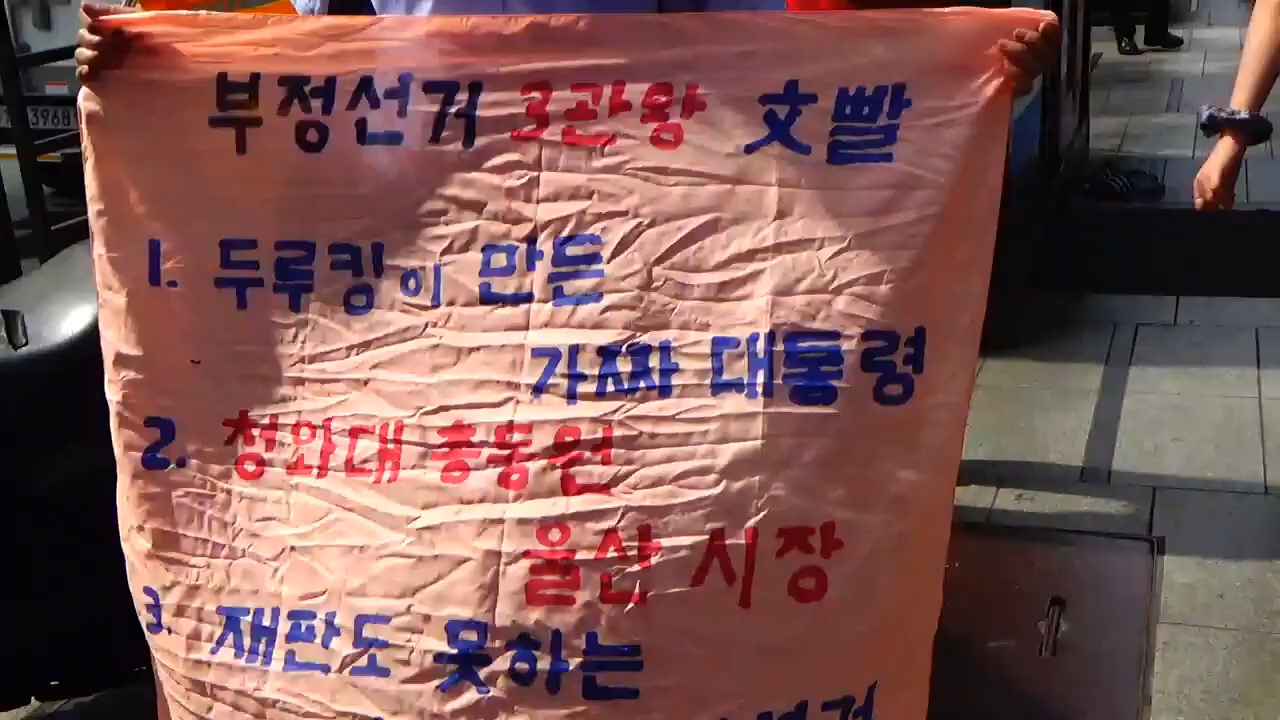 부정선거 3관왕 文빨
1. 두루킹이 만든
가짜 대통령
2. 청와대 총동원
울산 시장
3. 재판도 못하는
3968